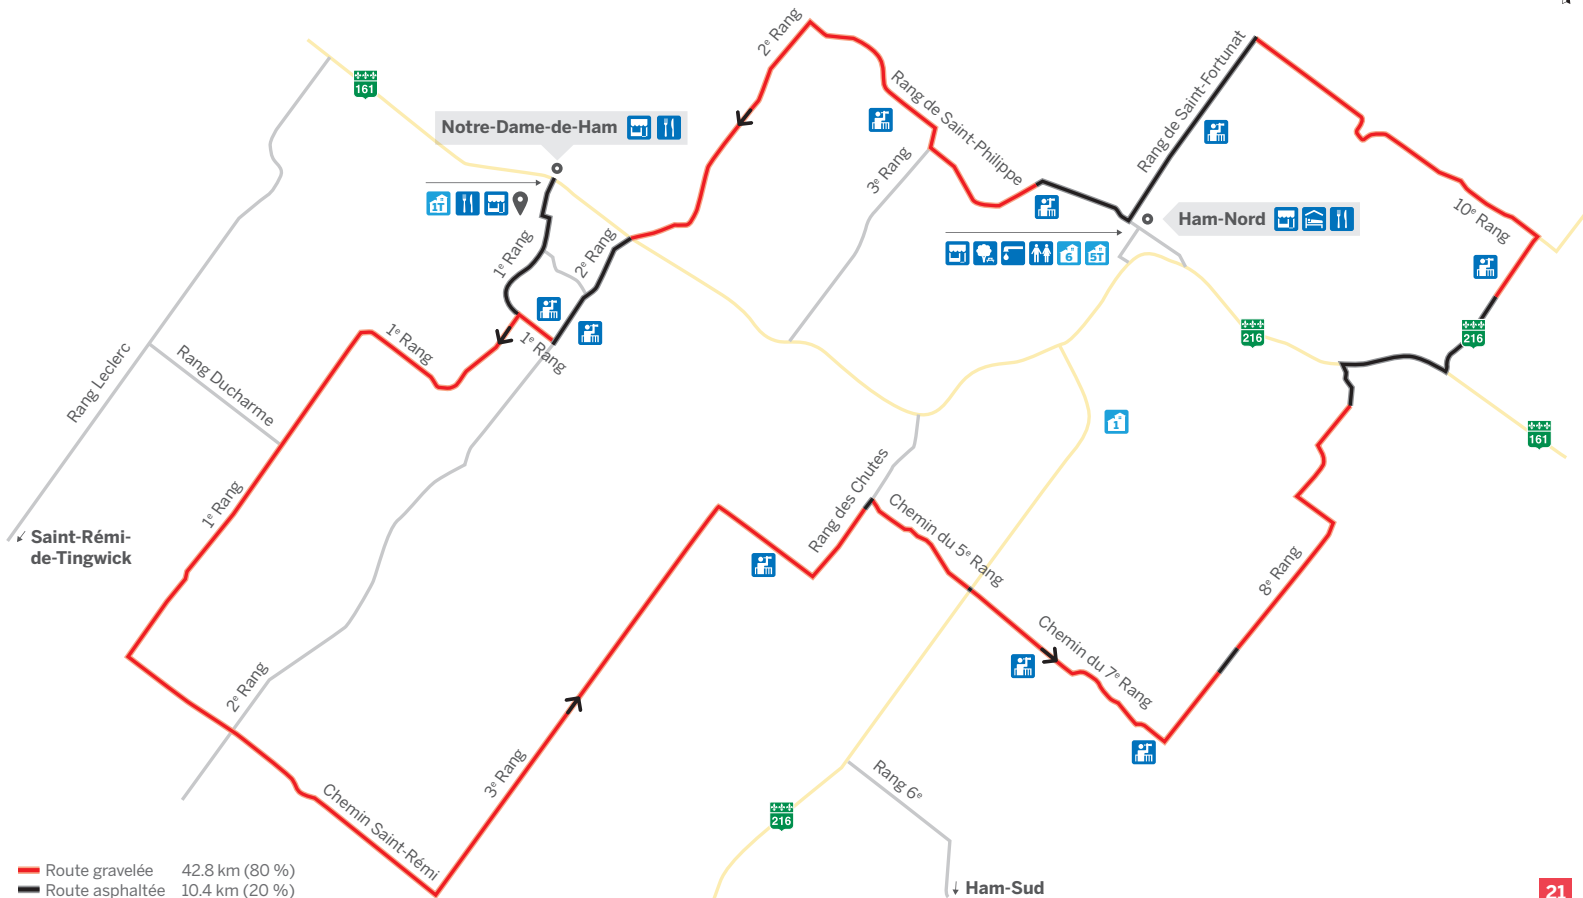 2e Rang
Rang de Saint-Fortunat
161
Rang de Saint-Philippe
Notre-Dame-de-Ham
3e Rang
1T
10e Rang
Ham-Nord
1e Rang
2e Rang
6
5T
216
216
1e Rang
1e Rang
Rang Leclerc
Rang Ducharme
1
161
1e Rang
Rang des Chutes
Chemin du 5e Rang
Saint-Rémi-
de-Tingwick
8e Rang
Chemin du 7e Rang
2e Rang
3e Rang
Rang 6e
Chemin Saint-Rémi
216
Route gravelée 42.8 km (80 %)
Route asphaltée 10.4 km (20 %)
Ham-Sud
21